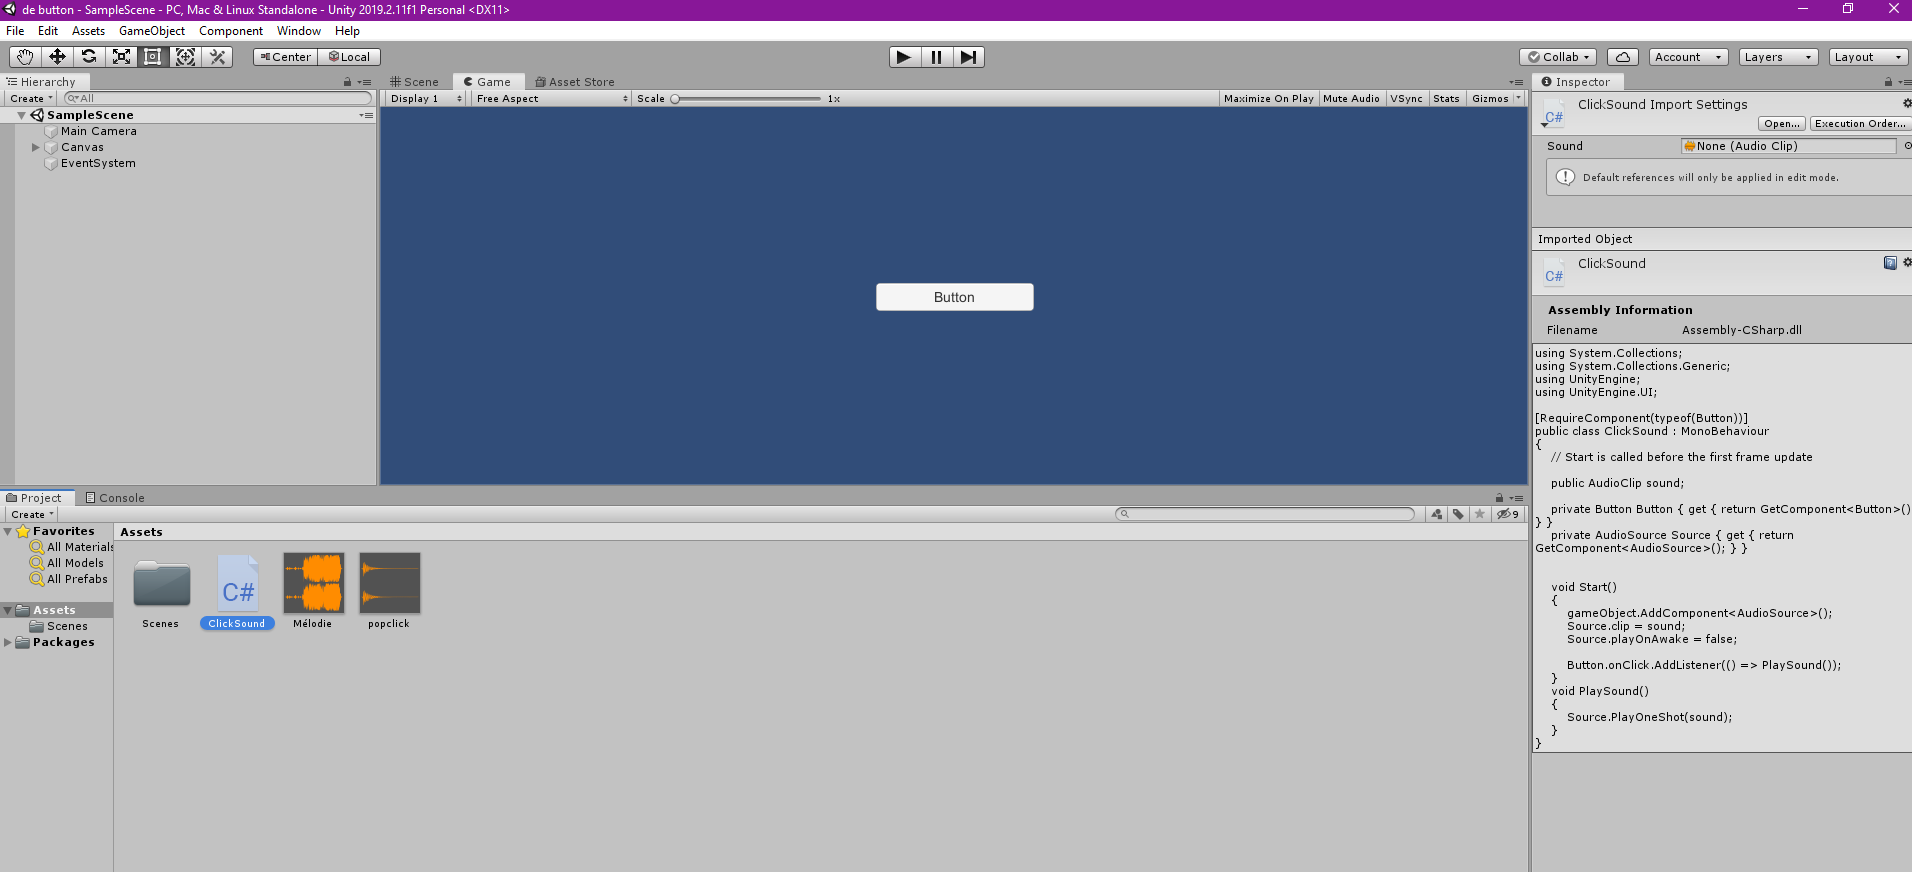 de button - SampleScene - PC, Mac & Linux Standalone - Unity 2019.2.11f1 Personal <DX11>
File Edit Assets GameObject Component Window Help
Center Local Collab Account Layers Layout
Hierarchy
Create All
SampleScene
Main Camera
Canvas
EventSystem
Scene Game Asset Store
Display 1 Free Aspect Scale 1x Maximize On Play Mute Audio VSync Stats Gizmos
Button
Inspector
ClickSound Import Settings
C#
Open... Execution Order...
Sound None (Audio Clip)
Default references will only be applied in edit mode.
Imported Object
ClickSound
C#
Assembly Information
Filename Assembly-CSharp.dll
using System.Collections;
using System.Collections.Generic;
using UnityEngine;
using UnityEngine.UI;
[RequireComponent(typeof(Button))]
public class ClickSound : MonoBehaviour
{
// Start is called before the first frame update
public AudioClip sound;
private Button Button { get { return GetComponent<Button>()
} }
private AudioSource Source { get { return
GetComponent<AudioSource>(); } }
void Start()
{
gameObject.AddComponent<AudioSource>();
Source.clip = sound;
Source.playOnAwake = false;
Button.onClick.AddListener(() => PlaySound());
}
void PlaySound()
{
Source.PlayOneShot(sound);
}
}
Project Console
Create 9
Favorites
All Materials
All Models
All Prefabs
Assets
Scenes
Packages
Assets
C#
Scenes ClickSound Mélodie popclick